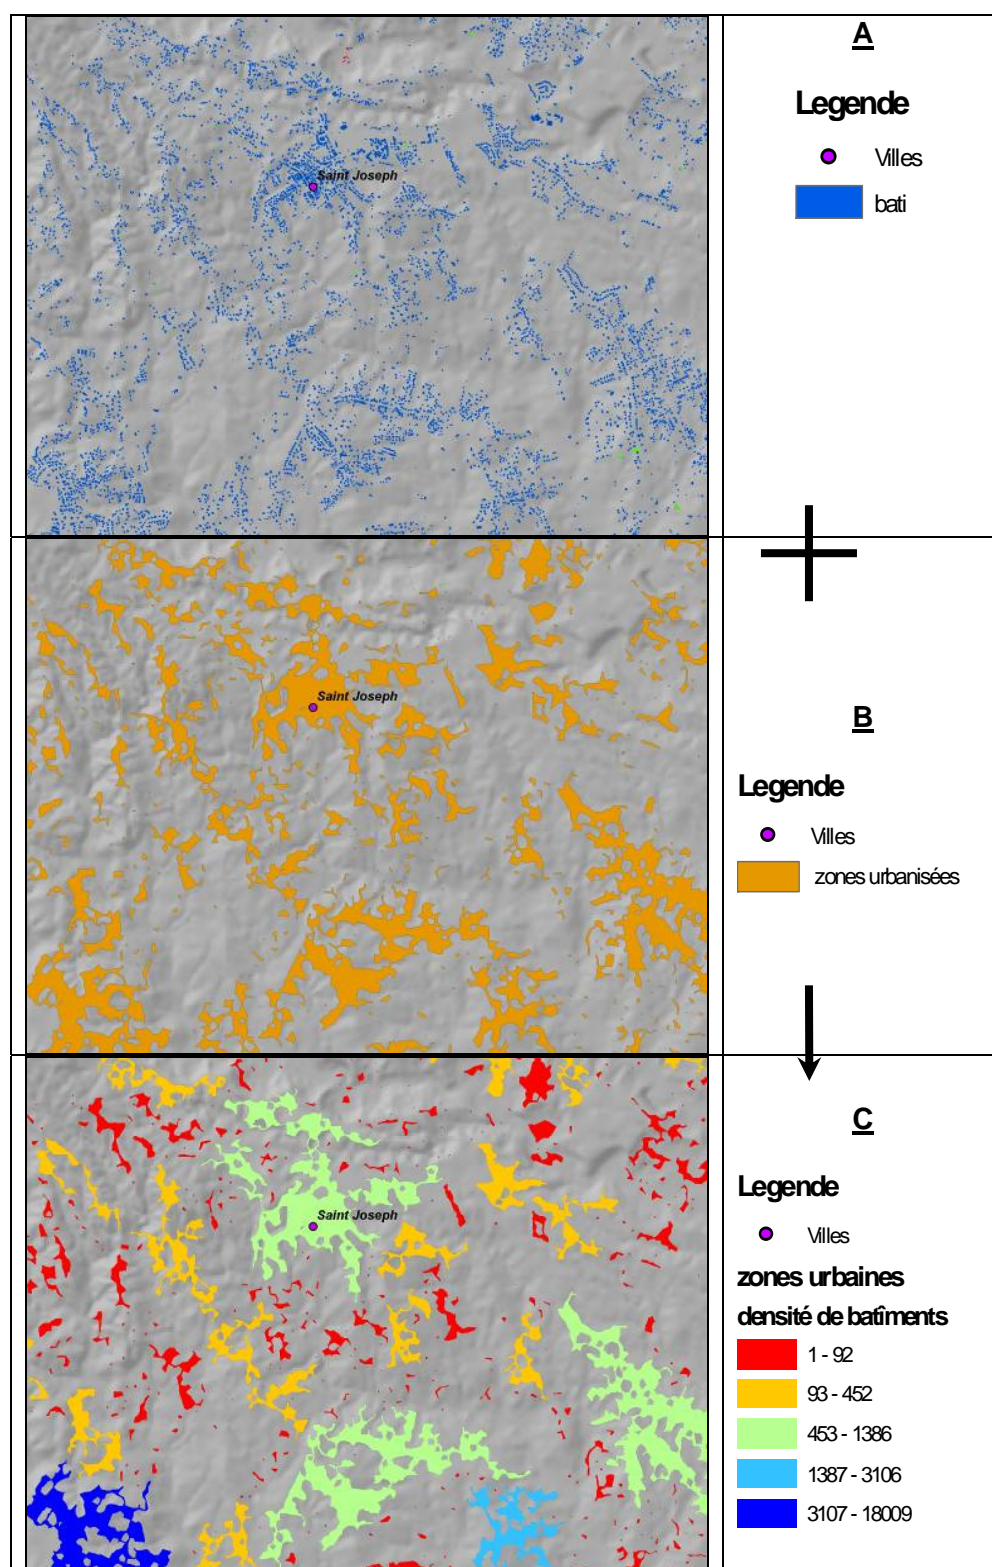 Saint Joseph
A
Legende
Villes
bati
Saint Joseph
B
Legende
Villes
zones urbanisées
Saint Joseph
C
Legende
Villes
zones urbaines
densité de batîments
1 - 92
93 - 452
453 - 1386
1387 - 3106
3107 - 18009